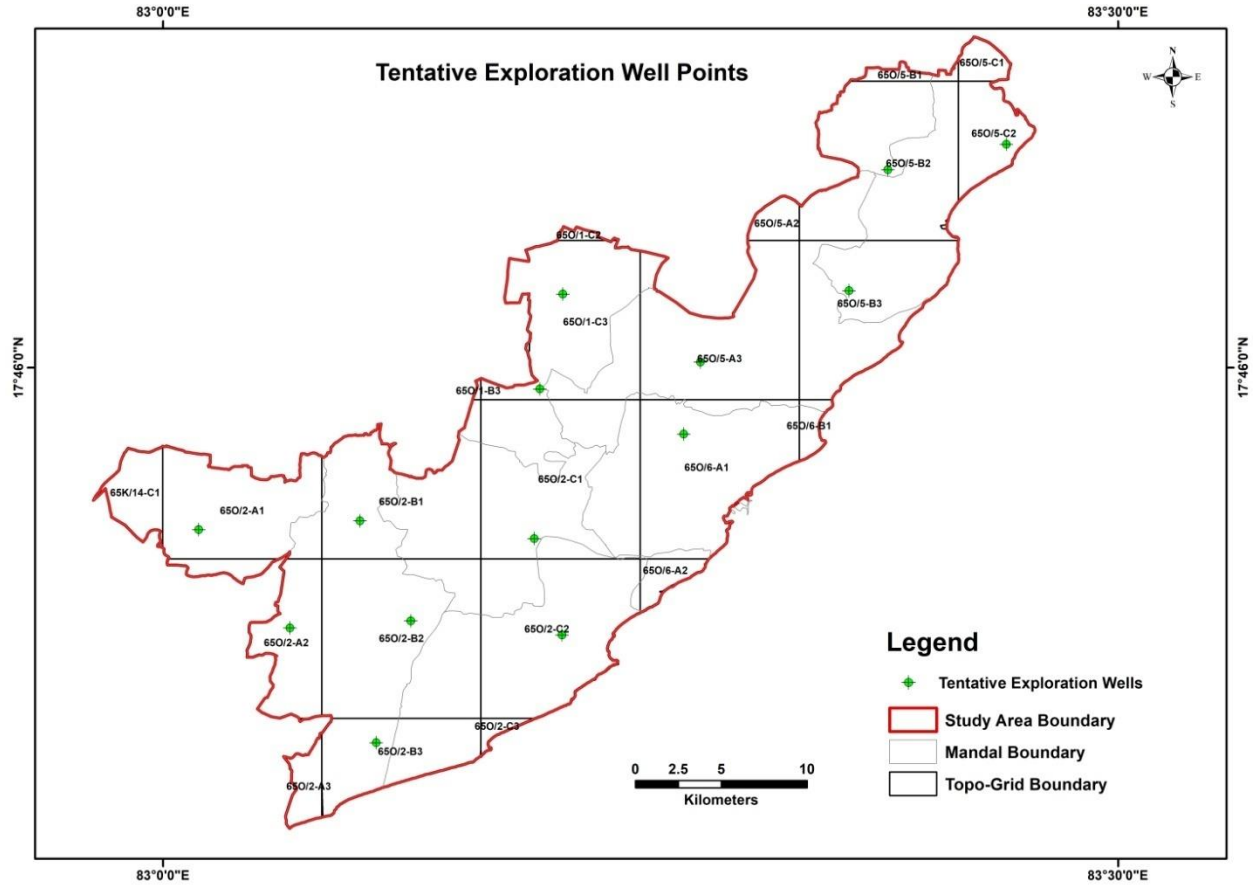 83°0'0"E
83°30'0"E
Tentative Exploration Well Points
N
W E
S
65O/5-C1
65O/5-B1
65O/5-C2
65O/5-B2
65O/5-A2
65O/1-C2
65O/5-B3
65O/1-C3
65O/5-A3
17°46'0"N
17°46'0"N
65O/1-B3
65O/6-B1
65O/6-A1
65O/2-C1
65K/14-C1
65O/2-A1
65O/2-B1
65O/6-A2
65O/2-A2
65O/2-B2
65O/2-C2
65O/2-C3
65O/2-B3
65O/2-A3
Legend
Tentative Exploration Wells
Study Area Boundary
Mandal Boundary
Topo-Grid Boundary
0 2.5 5 10
Kilometers
83°0'0"E
83°30'0"E